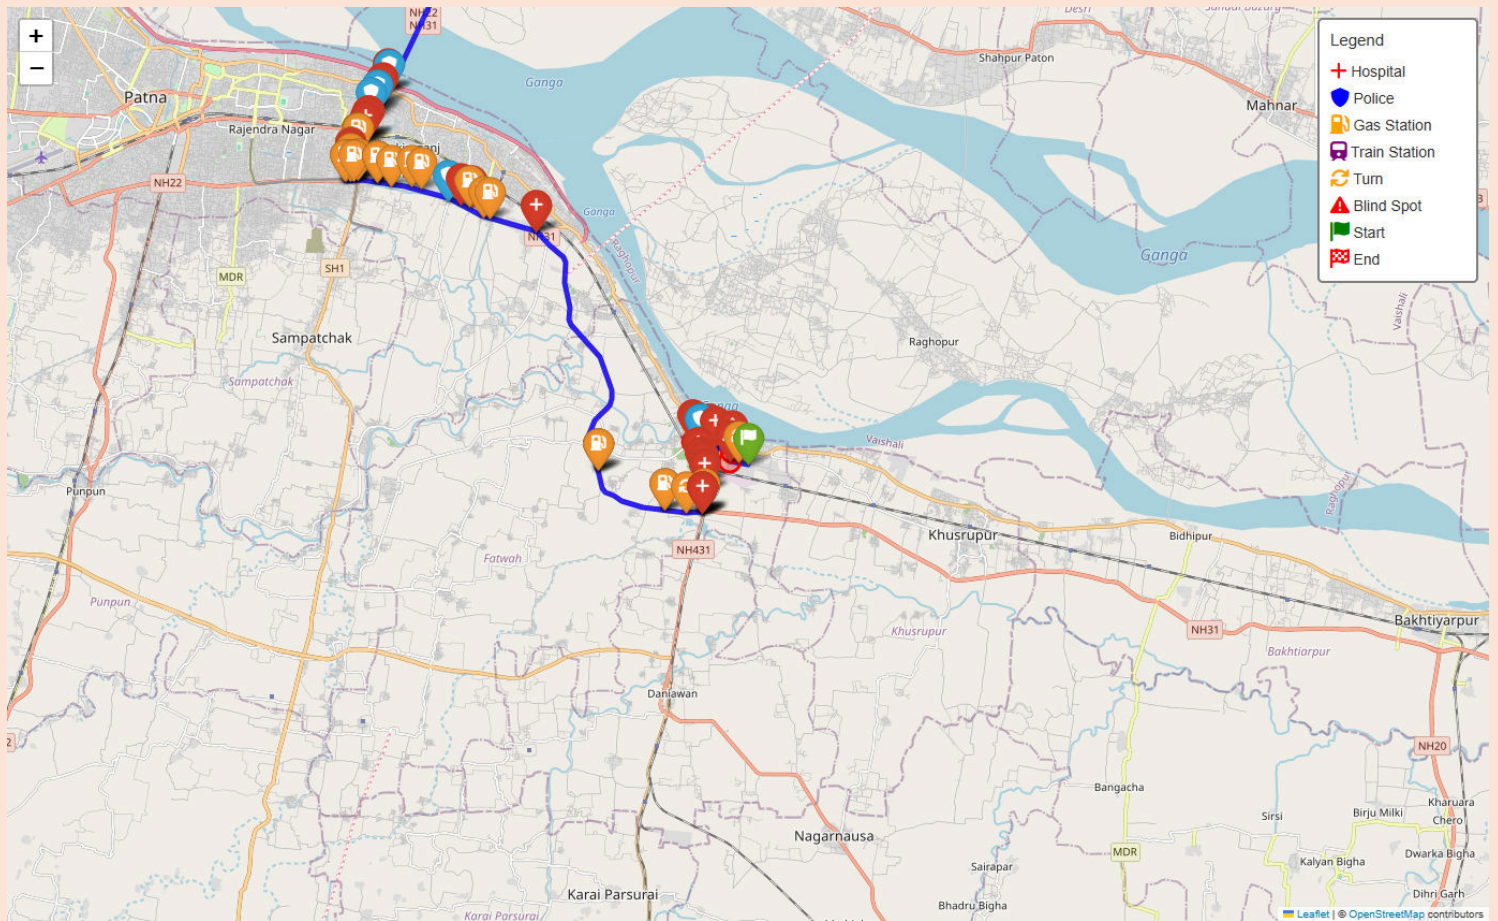 NH22
NH31
+
−
Patna
Rajendra Nagar
NH22
SH1
MDR
Sampatchak
Sampatchak
Punpun
Punpun
Ganga
Ganga
Raghopur
Shahpur Paton
Mahnar
Ganga
Raghopur
Vaishali
Vaishali
Raghopur
Fatwah
NH431
Khusrupur
Khusrupur
Bidhipur
NH31
Bakhtiyarpur
Bakhtiarpur
Daniawan
NH20
Bangacha
Sirsi
Birju Milki
Kharuara
Chero
Nagarnausa
MDR
Kalyan Bigha
Dwarka Bigha
Sairapar
Karai Parsurai
Karai Parsurai
Bhadru Bigha
Dihri Garh
Legend
Hospital
Police
Gas Station
Train Station
Turn
Blind Spot
Start
End
Leaflet | © OpenStreetMap contributors